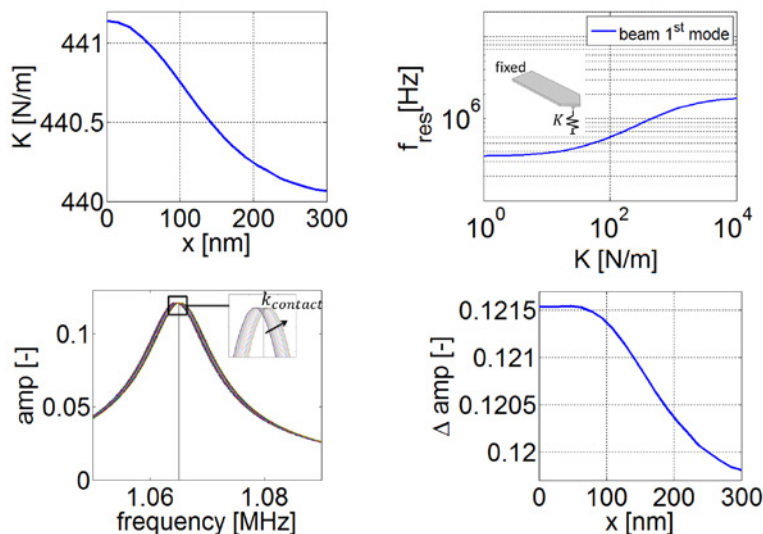 441
440.5
440
K [N/m]
0
100
200
300
x [nm]
beam 1st mode
fixed
K
f_res[Hz]
10^6
10^0
10^2
10^4
K [N/m]
k_contact
0.1
0.05
0
amp [-]
1.06
1.08
frequency [MHz]
0.1215
0.121
0.1205
0.12
Δ amp [-]
0
100
200
300
x [nm]